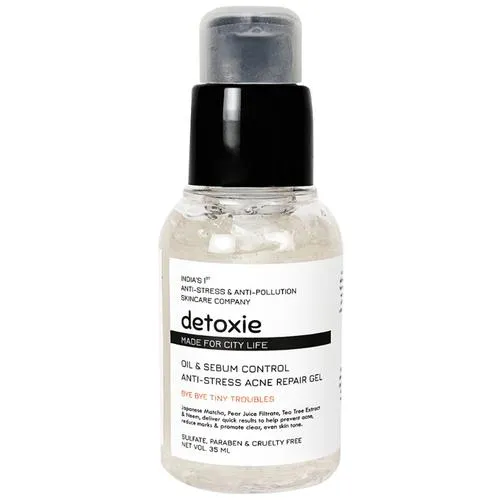 INDIA'S 1ST
ANTI-STRESS & ANTI-POLLUTION
SKINCARE COMPANY
detoxie
MADE FOR CITY LIFE
OIL & SEBUM CONTROL
ANTI-STRESS ACNE REPAIR GEL
BYE BYE TINY TROUBLES
Japanese Matcha, Pear Juice Filtrate, Tea Tree Extract
& Neem, deliver quick results to help prevent acne,
reduce marks & promote clear, even skin tone.
SULFATE, PARABEN & CRUELTY FREE
NET VOL. 35 ML